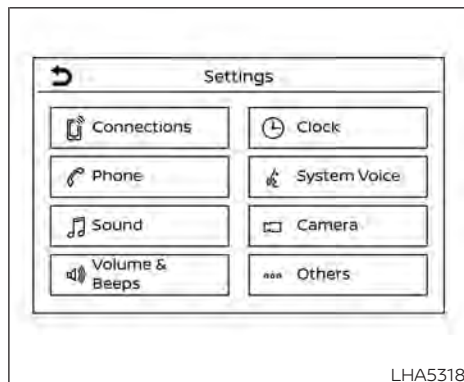 Settings
Connections
Clock
Phone
System Voice
Sound
Camera
Volume &
Beeps
Others
LHA5318